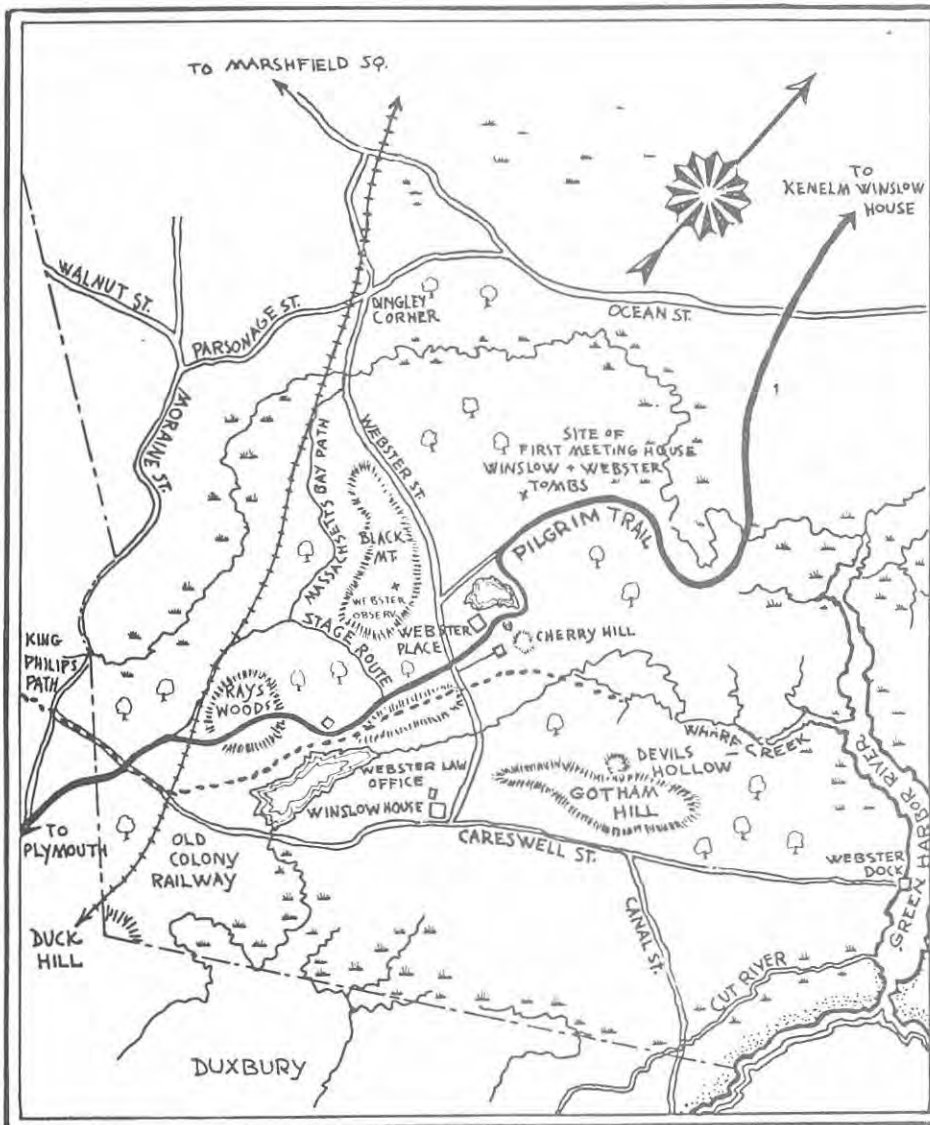 TO MARSHFIELD SQ.
TO
KENELM WINSLOW
HOUSE
WALNUT ST.
PARSONAGE ST.
DINGLEY
CORNER
OCEAN ST.
MORAINE ST.
MASSACHSETTS BAY PATH
WEBSTER ST.
1
SITE OF
FIRST MEETING HOUSE
WINSLOW + WEBSTER
x TOMBS
BLACK
MT.
+
WEBSTER
OBSERV.
PILGRIM TRAIL
STAGE ROUTE
WEBSTER
PLACE
CHERRY HILL
KING
PHILIPS
PATH
RAYS
WOODS
WHARF CREEK
GREEN HARBOR RIVER
DEVILS
HOLLOW
GOTHAM
HILL
WEBSTER LAW
OFFICE
WINSLOW HOUSE
TO
PLYMOUTH
OLD
COLONY
RAILWAY
CARESWELL ST.
WEBSTER
DOCK
DUCK
HILL
CANAL ST.
CUT RIVER
DUXBURY